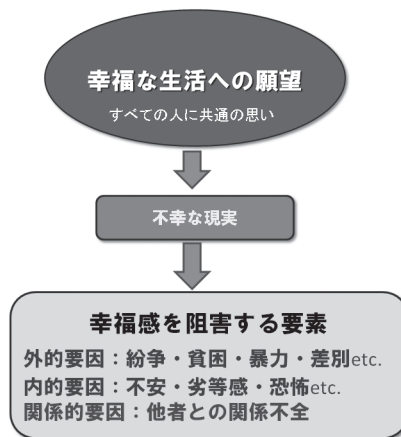 幸福な生活への願望
すべての人に共通の思い
不幸な現実
幸福感を阻害する要素
外的要因：紛争・貧困・暴力・差別etc.
内的要因：不安・劣等感・恐怖etc.
関係的要因：他者との関係不全